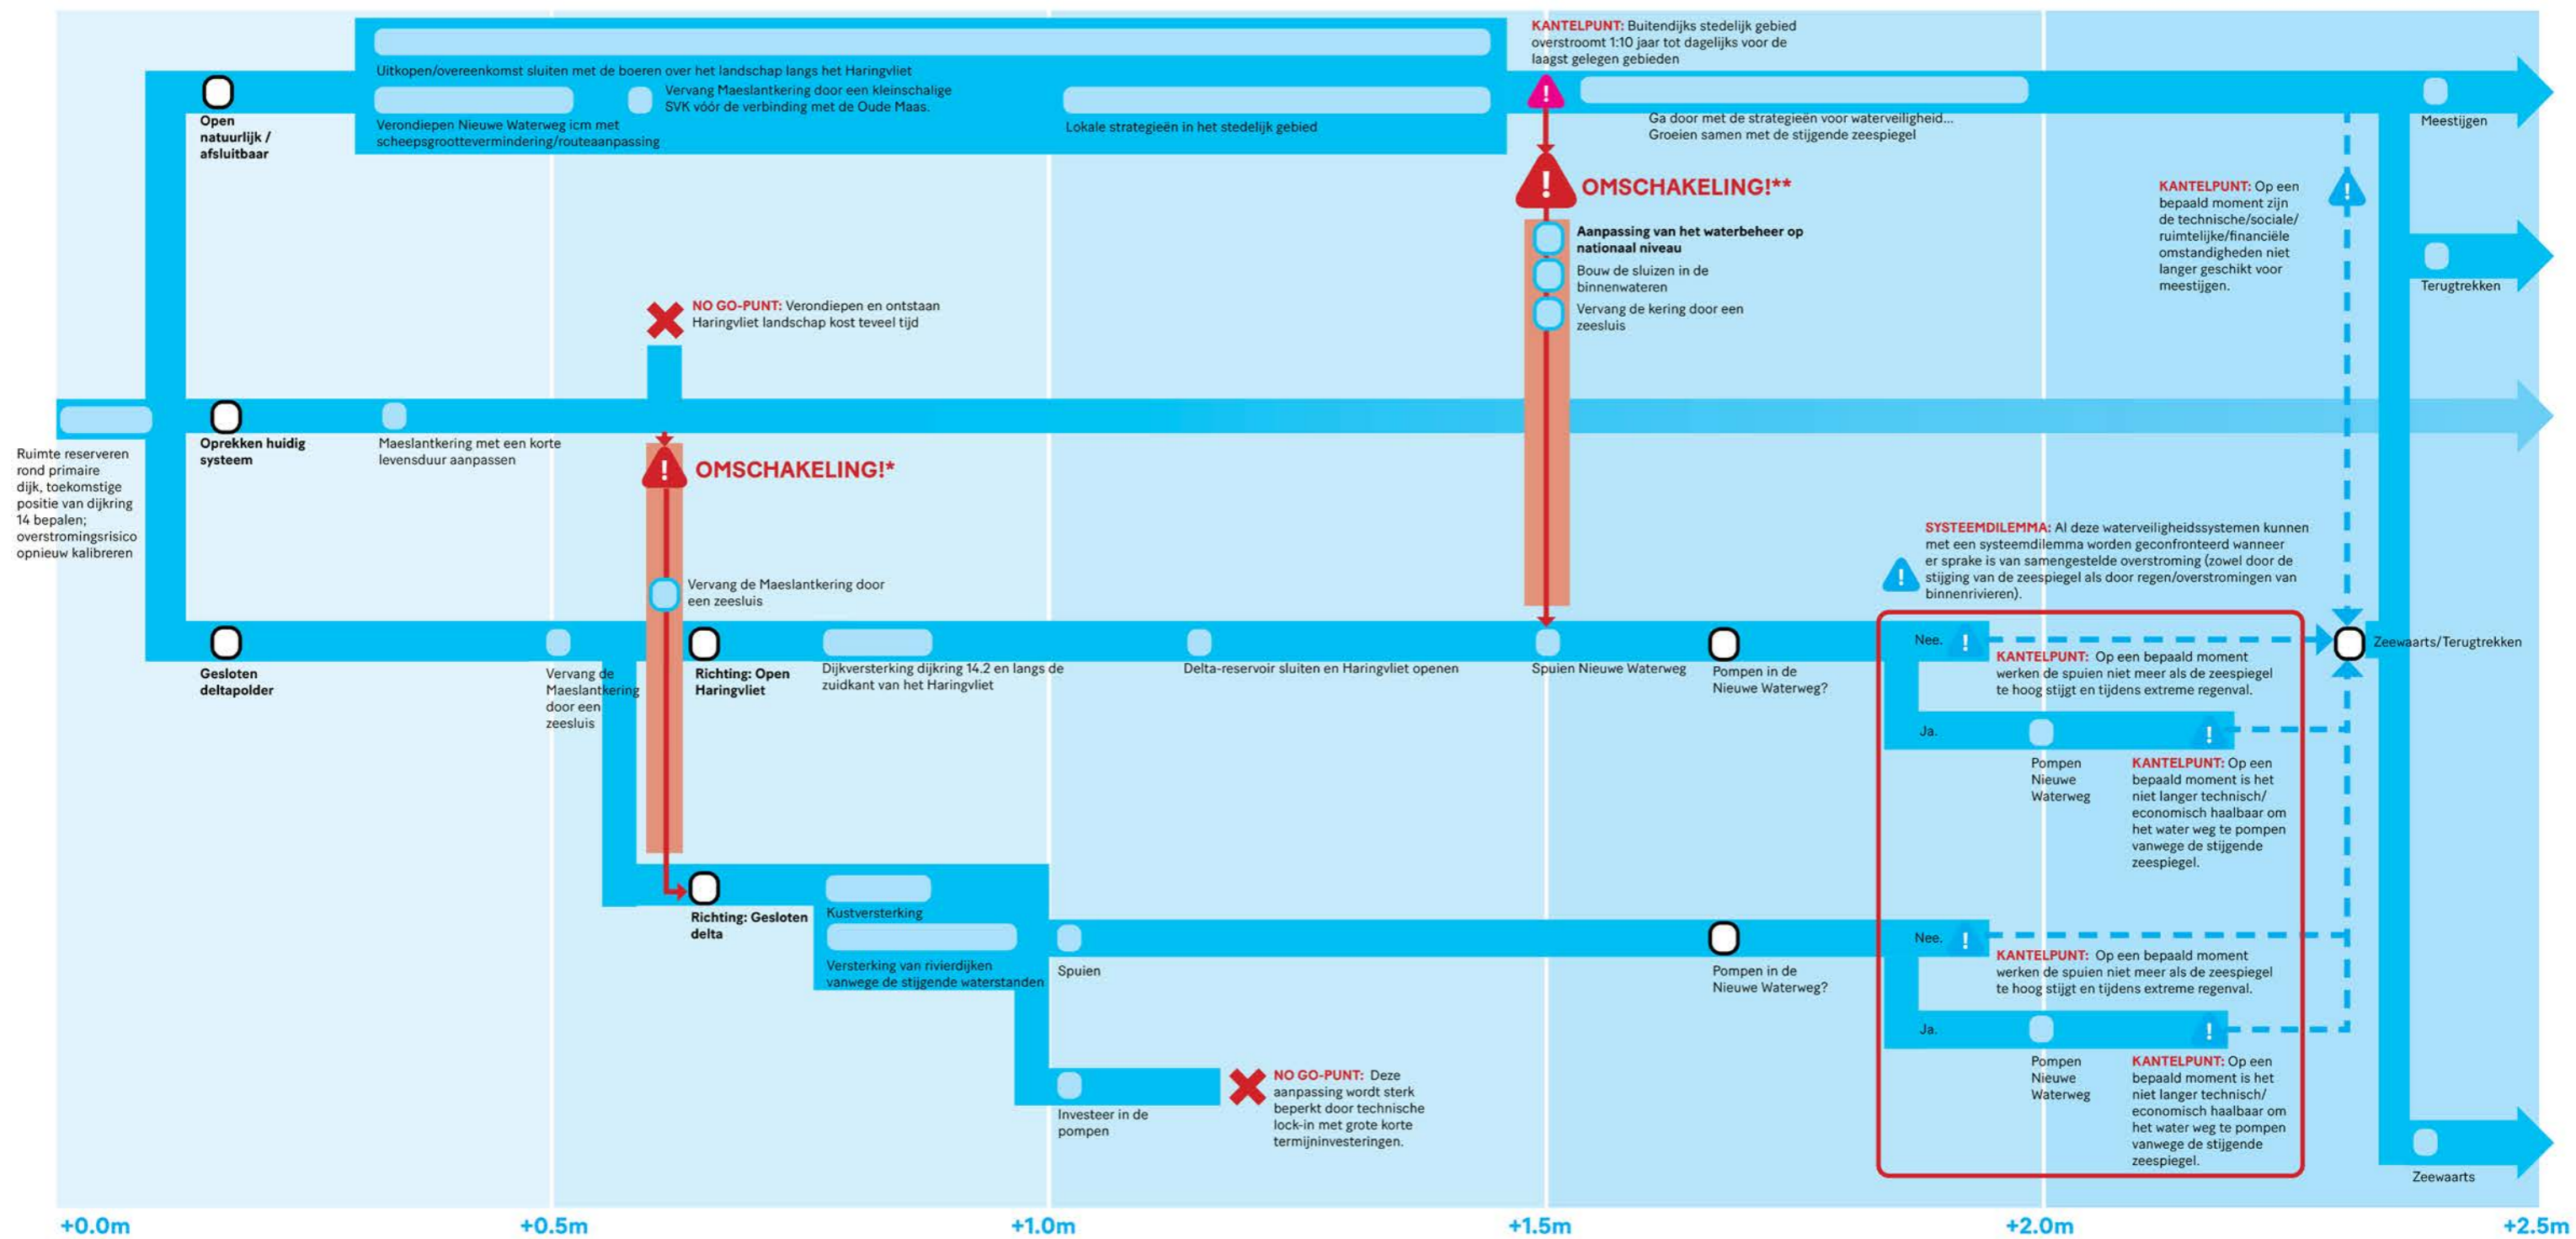 KANTELPUNT: Buitendijks stedelijk gebied
overstroomt 1:10 jaar tot dagelijks voor de
laagst gelegen gebieden
Uitkopen/overeenkomst sluiten met de boeren over het landschap langs het Haringvliet
Vervang Maeslantkering door een kleinschalige
SVK vóór de verbinding met de Oude Maas.
Open
natuurlijk /
afsluitbaar
Verondiepen Nieuwe Waterweg icm met
scheepsgroottevermindering/routeaanpassing
Lokale strategieën in het stedelijk gebied
Ga door met de strategieën voor waterveiligheid...
Groeien samen met de stijgende zeespiegel
Meestijgen
OMSCHAKELING!**
KANTELPUNT: Op een
bepaald moment zijn
de technische/sociale/
ruimtelijke/financiële
omstandigheden niet
langer geschikt voor
meestijgen.
Aanpassing van het waterbeheer op
nationaal niveau
Bouw de sluizen in de
binnenwateren
Vervang de kering door een
zeesluis
Terugtrekken
NO GO-PUNT: Verondiepen en ontstaan
Haringvliet landschap kost teveel tijd
Ruimte reserveren
rond primaire
dijk, toekomstige
positie van dijkring
14 bepalen;
overstromingsrisico
opnieuw kalibreren
Oprekken huidig
systeem
Maeslantkering met een korte
levensduur aanpassen
OMSCHAKELING!*
Vervang de Maeslantkering door
een zeesluis
SYSTEEMDILEMMA: Al deze waterveiligheidssystemen kunnen
met een systeemdilemma worden geconfronteerd wanneer
er sprake is van samengestelde overstroming (zowel door de
stijging van de zeespiegel als door regen/overstromingen van
binnenrivieren).
Gesloten
deltapolder
Vervang de
Maeslantkering
door een
zeesluis
Richting: Open
Haringvliet
Dijkversterking dijkring 14.2 en langs de
zuidkant van het Haringvliet
Delta-reservoir sluiten en Haringvliet openen
Spuien Nieuwe Waterweg
Pompen in de
Nieuwe Waterweg?
Nee.
KANTELPUNT: Op een bepaald moment
werken de spuien niet meer als de zeespiegel
te hoog stijgt en tijdens extreme regenval.
Zeewaarts/Terugtrekken
Ja.
Pompen
Nieuwe
Waterweg
KANTELPUNT: Op een
bepaald moment is het
niet langer technisch/
economisch haalbaar om
het water weg te pompen
vanwege de stijgende
zeespiegel.
Richting: Gesloten
delta
Kustversterking
Versterking van rivierdijken
vanwege de stijgende waterstanden
Spuien
Pompen in de
Nieuwe Waterweg?
Nee.
KANTELPUNT: Op een bepaald moment
werken de spuien niet meer als de zeespiegel
te hoog stijgt en tijdens extreme regenval.
Ja.
Pompen
Nieuwe
Waterweg
KANTELPUNT: Op een
bepaald moment is het
niet langer technisch/
economisch haalbaar om
het water weg te pompen
vanwege de stijgende
zeespiegel.
Investeer in de
pompen
NO GO-PUNT: Deze
aanpassing wordt sterk
beperkt door technische
lock-in met grote korte
termijninvesteringen.
Zeewaarts
+0.0m
+0.5m
+1.0m
+1.5m
+2.0m
+2.5m